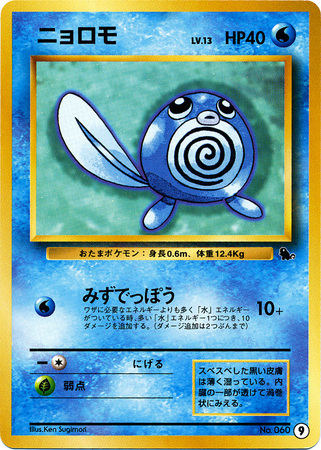 ニョロモ LV.13 HP40
おたまポケモン：身長0.6m、体重12.4Kg
みずでっぽう 10+
ワザに必要なエネルギーよりも多く「水」エネルギー
がついている時、多い「水」エネルギー1つにつき、10
ダメージを追加する。（ダメージ追加は2つぶんまで）
にげる
弱点
スベスベした黒い皮膚
は薄く湿っている。内
臓の一部が透けて渦巻
状にみえる。
Illus.Ken Sugimori No.060 9